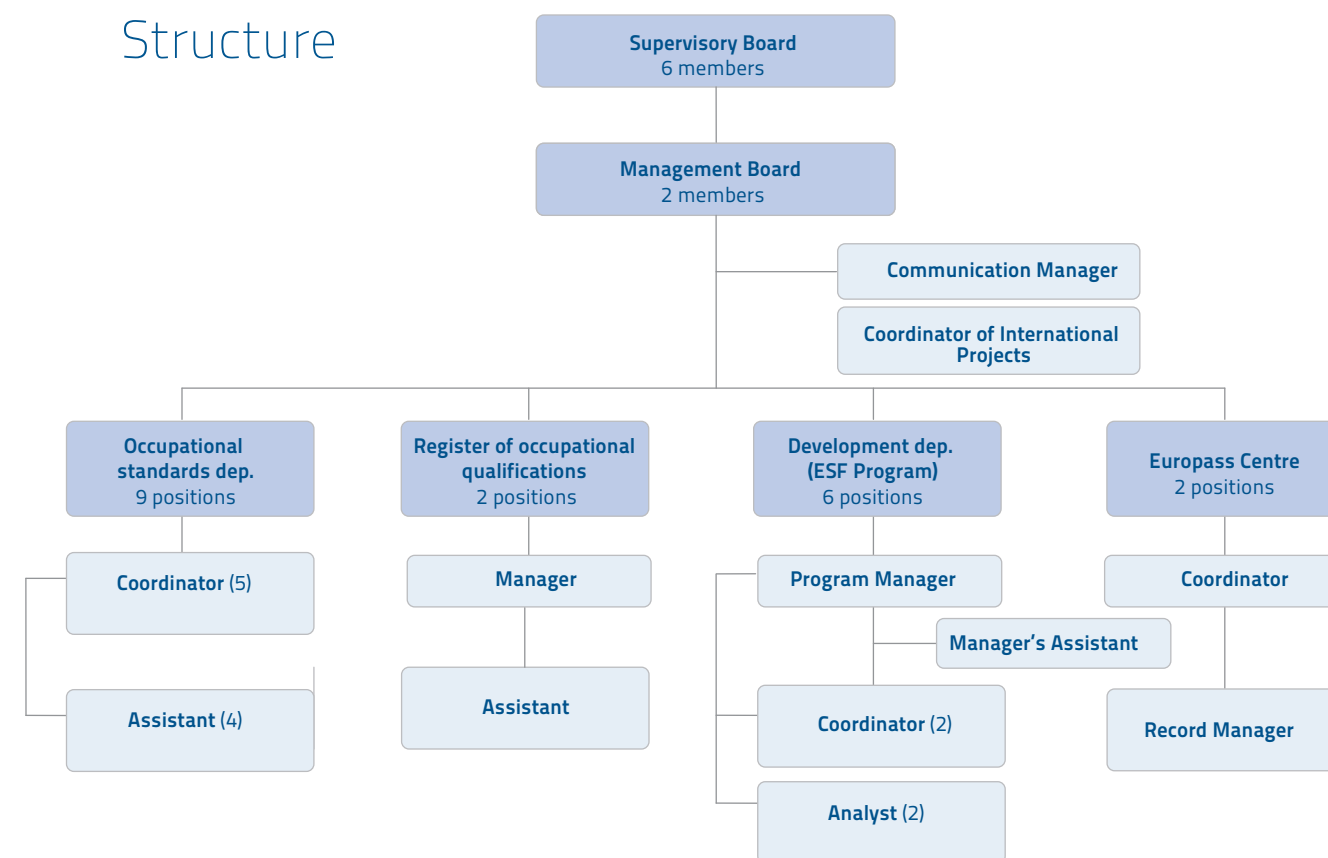 Structure
Supervisory Board
6 members
Management Board
2 members
Communication Manager
Coordinator of International
Projects
Occupational
standards dep.
9 positions
Register of occupational
qualifications
2 positions
Development dep.
(ESF Program)
6 positions
Europass Centre
2 positions
Coordinator (5)
Manager
Program Manager
Coordinator
Manager's Assistant
Assistant (4)
Assistant
Coordinator (2)
Record Manager
Analyst (2)